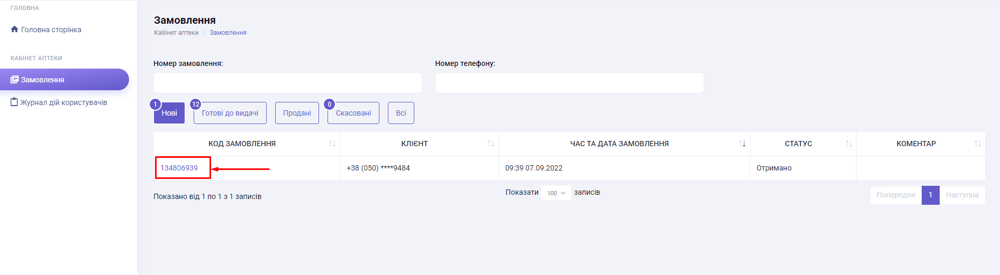 ГОЛОВНА
Головна сторінка
КАБІНЕТ АПТЕКИ
Замовлення
Журнал дій користувачів
Замовлення
Кабінет аптеки / Замовлення
Номер замовлення:
Номер телефону:
1
Нові
12
Готові до видачі
Продані
0
Скасовані
Всі
КОД ЗАМОВЛЕННЯ
КЛІЄНТ
ЧАС ТА ДАТА ЗАМОВЛЕННЯ
СТАТУС
КОМЕНТАР
134806939
+38 (050) ****9484
09:39 07.09.2022
Отримано
Показано від 1 по 1 з 1 записів
Показати 100 записів
Попередня
1
Наступна